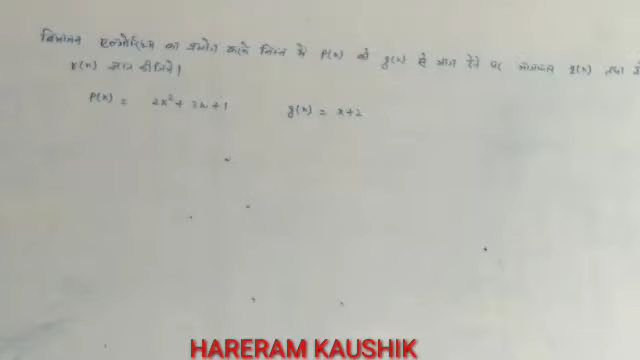 विभाजन एल्गोरिथ्म का प्रयोग करके निम्न में P(x) को g(x) से भाग देने पर भागफल q(x) तथा
r(x) ज्ञात कीजिये।
P(x) = 2x² + 3x + 1 g(x) = x + 2
HARERAM KAUSHIK